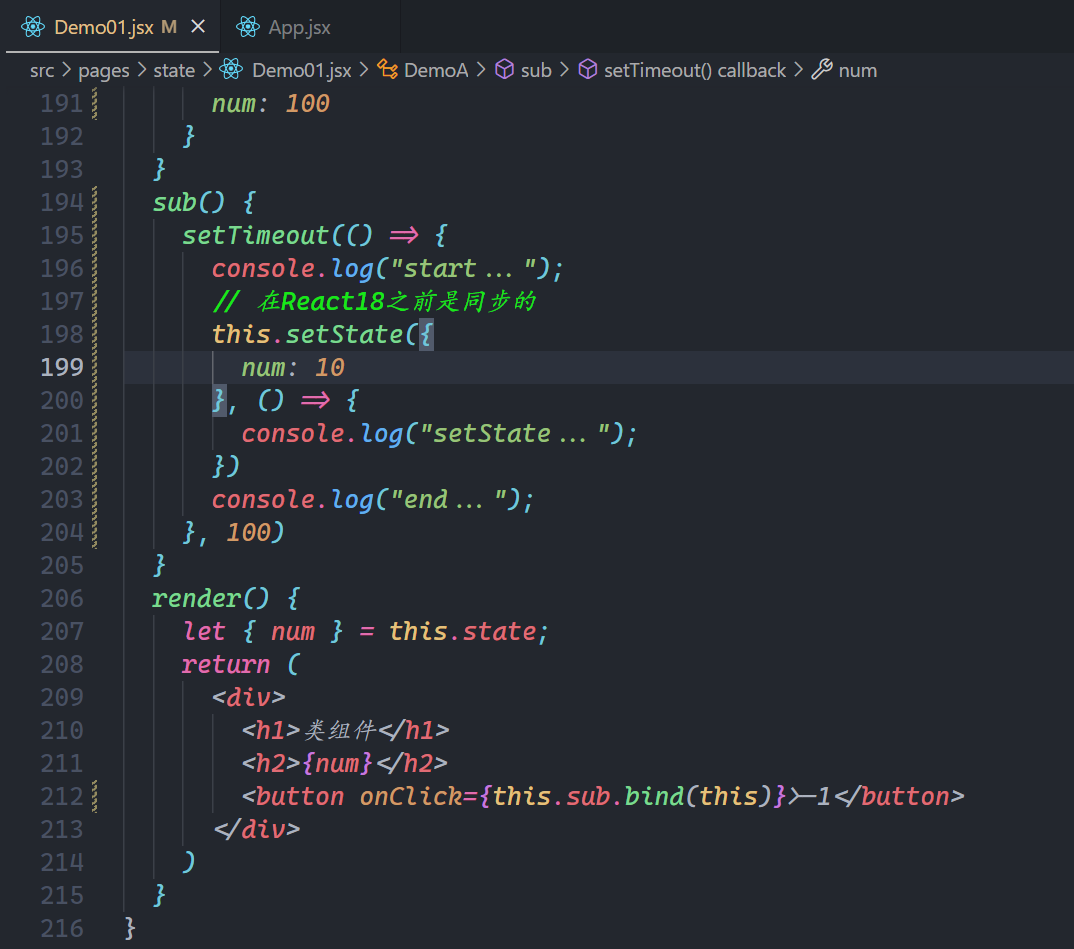 Demo01.jsx M × App.jsx
src > pages > state > Demo01.jsx > DemoA > sub > setTimeout() callback > num
191 num: 100
192 }
193 }
194 sub() {
195 setTimeout(() => {
196 console.log("start...");
197 // 在React18之前是同步的
198 this.setState({
199 num: 10
200 }, () => {
201 console.log("setState...");
202 })
203 console.log("end...");
204 }, 100)
205 }
206 render() {
207 let { num } = this.state;
208 return (
209 <div>
210 <h1>类组件</h1>
211 <h2>{num}</h2>
212 <button onClick={this.sub.bind(this)}>-1</button>
213 </div>
214 )
215 }
216 }